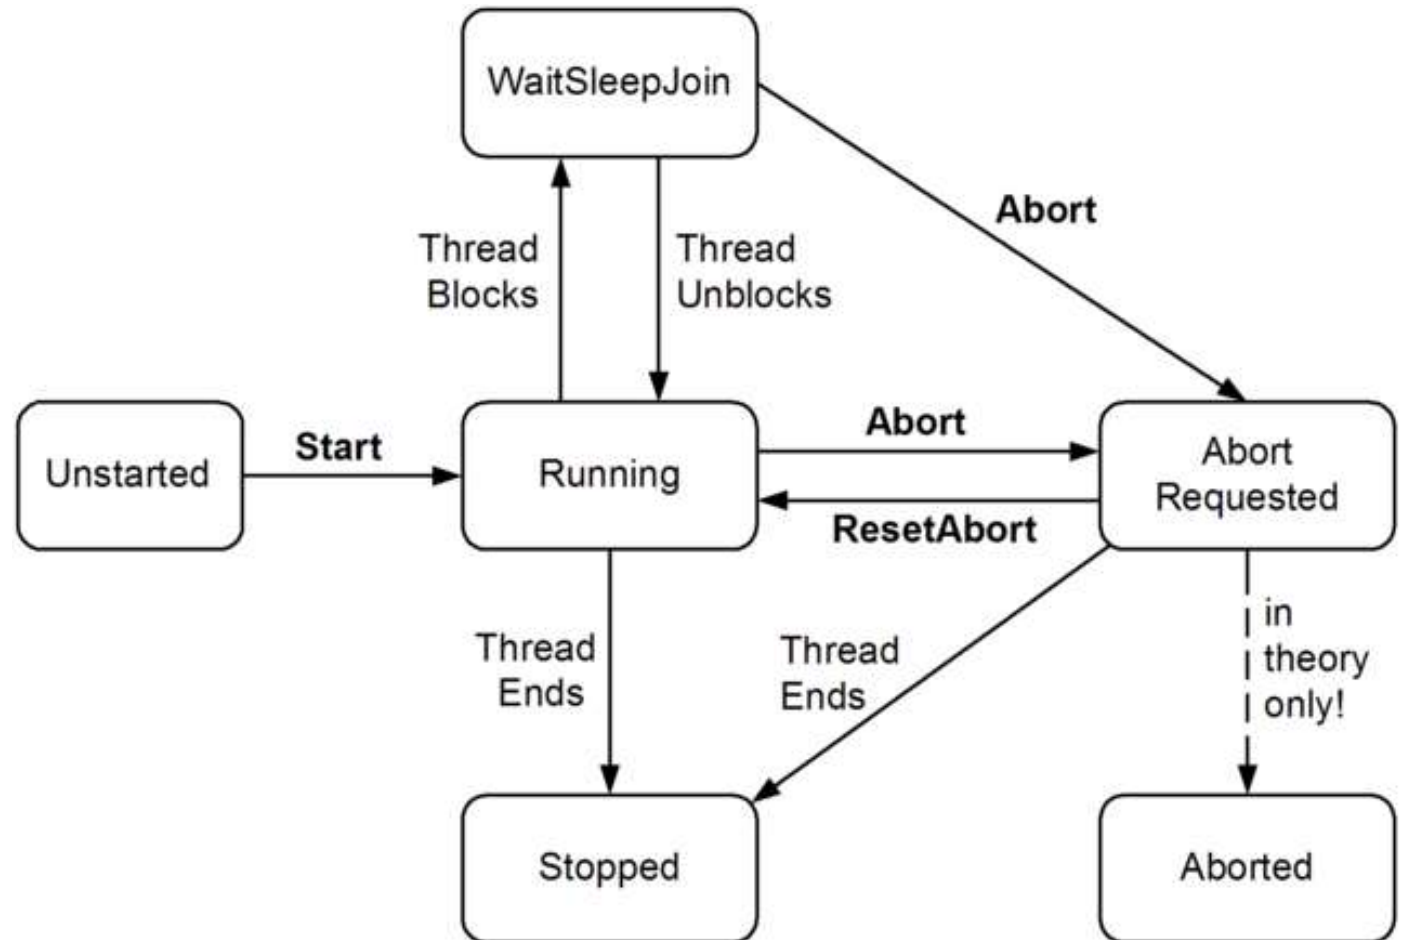 WaitSleepJoin
Abort
Thread
Blocks
Thread
Unblocks
Unstarted
Start
Running
Abort
ResetAbort
Abort
Requested
Thread
Ends
Thread
Ends
in
theory
only!
Stopped
Aborted